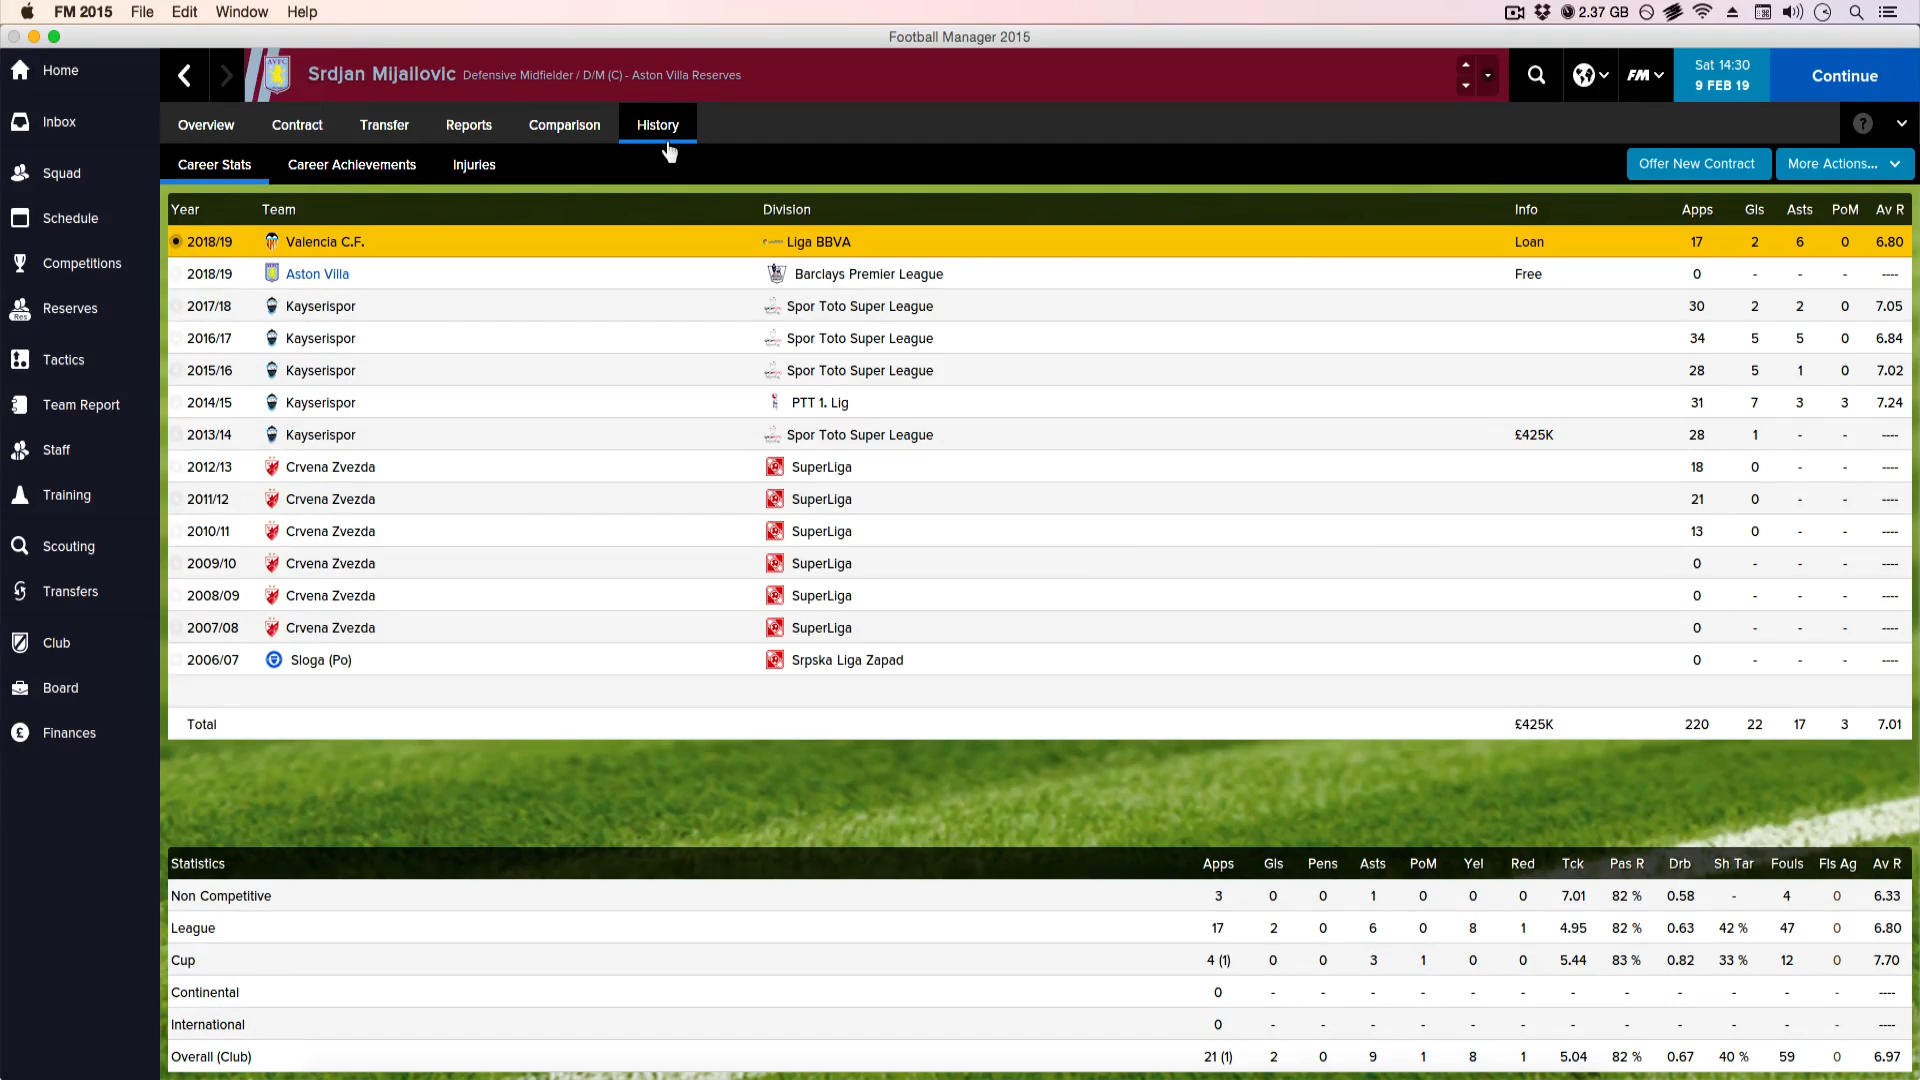 FM 2015 File Edit Window Help 2.37 GB
Football Manager 2015
Home
Inbox
Squad
Schedule
Competitions
Reserves
Tactics
Team Report
Staff
Training
Scouting
Transfers
Club
Board
Finances
Srdjan Mijailovic Defensive Midfielder / D/M (C) - Aston Villa Reserves
FM
Sat 14:30
9 FEB 19
Continue
Overview Contract Transfer Reports Comparison History ?
Career Stats Career Achievements Injuries Offer New Contract More Actions...
Year Team Division Info Apps Gls Asts PoM Av R
2018/19 Valencia C.F. Liga BBVA Loan 17 2 6 0 6.80
2018/19 Aston Villa Barclays Premier League Free 0 - - - ----
2017/18 Kayserispor Spor Toto Super League 30 2 2 0 7.05
2016/17 Kayserispor Spor Toto Super League 34 5 5 0 6.84
2015/16 Kayserispor Spor Toto Super League 28 5 1 0 7.02
2014/15 Kayserispor PTT 1. Lig 31 7 3 3 7.24
2013/14 Kayserispor Spor Toto Super League £425K 28 1 - - ----
2012/13 Crvena Zvezda SuperLiga 18 0 - - ----
2011/12 Crvena Zvezda SuperLiga 21 0 - - ----
2010/11 Crvena Zvezda SuperLiga 13 0 - - ----
2009/10 Crvena Zvezda SuperLiga 0 - - - ----
2008/09 Crvena Zvezda SuperLiga 0 - - - ----
2007/08 Crvena Zvezda SuperLiga 0 - - - ----
2006/07 Sloga (Po) Srpska Liga Zapad 0 - - - ----
Total £425K 220 22 17 3 7.01
Statistics Apps Gls Pens Asts PoM Yel Red Tck Pas R Drb Sh Tar Fouls Fls Ag Av R
Non Competitive 3 0 0 1 0 0 0 7.01 82 % 0.58 - 4 0 6.33
League 17 2 0 6 0 8 1 4.95 82 % 0.63 42 % 47 0 6.80
Cup 4 (1) 0 0 3 1 0 0 5.44 83 % 0.82 33 % 12 0 7.70
Continental 0 - - - - - - - - - - - - ----
International 0 - - - - - - - - - - - - ----
Overall (Club) 21 (1) 2 0 9 1 8 1 5.04 82 % 0.67 40 % 59 0 6.97